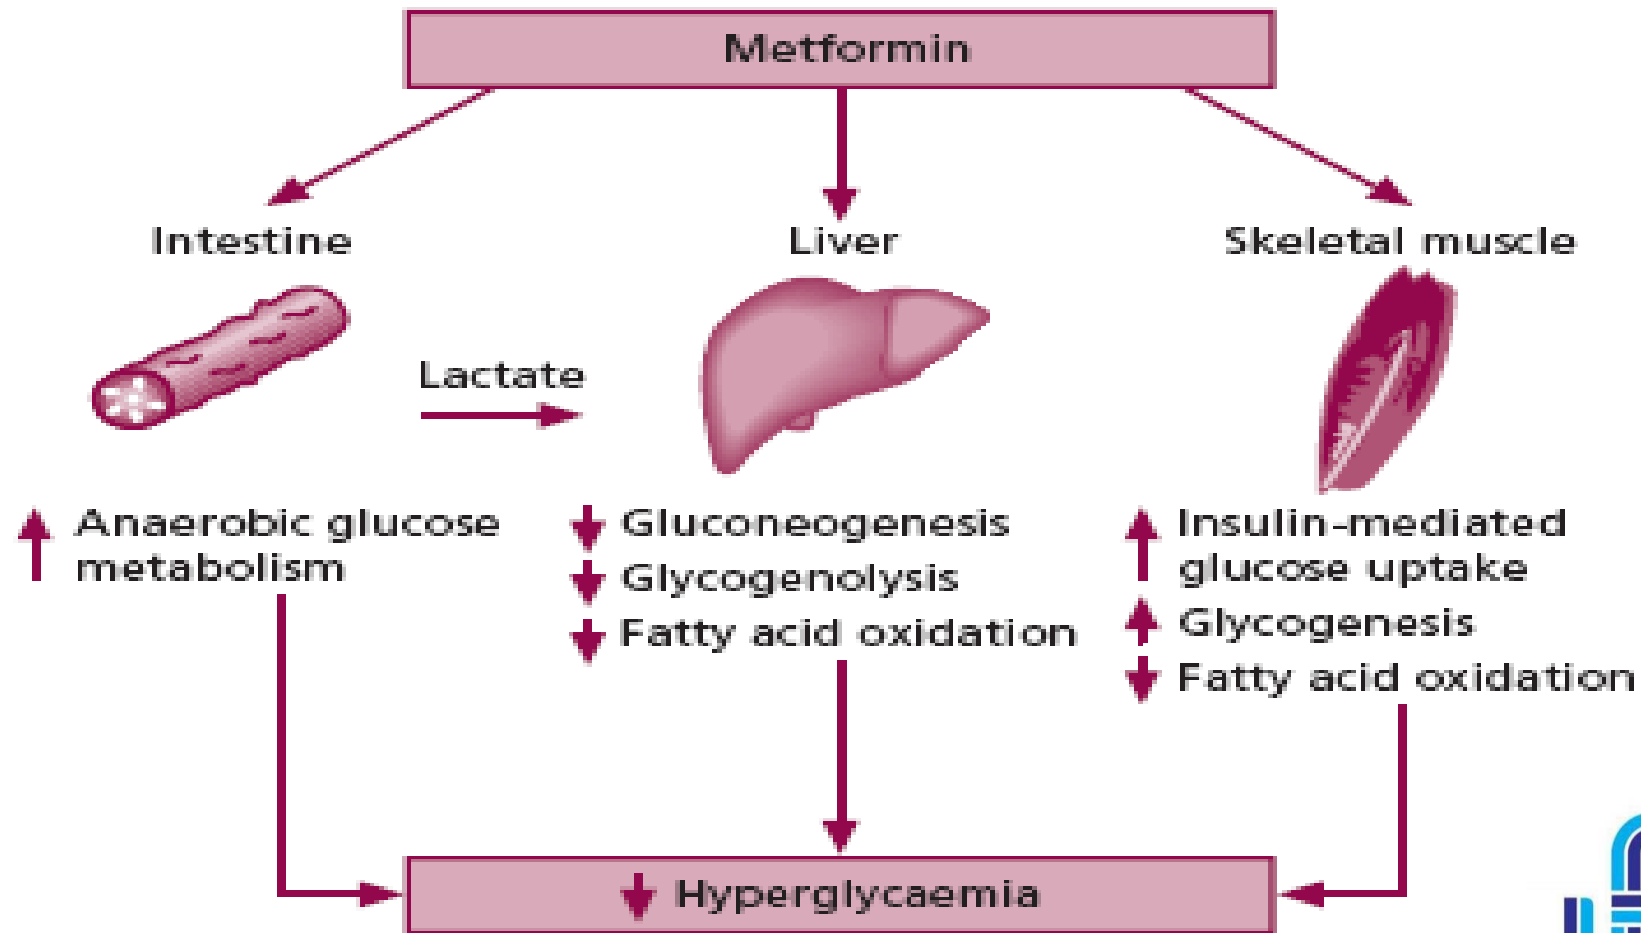 Metformin
Intestine
Liver
Skeletal muscle
Lactate
↑ Anaerobic glucose
metabolism
↓ Gluconeogenesis
↓ Glycogenolysis
↓ Fatty acid oxidation
↑ Insulin-mediated
glucose uptake
↑ Glycogenesis
↓ Fatty acid oxidation
↓ Hyperglycaemia